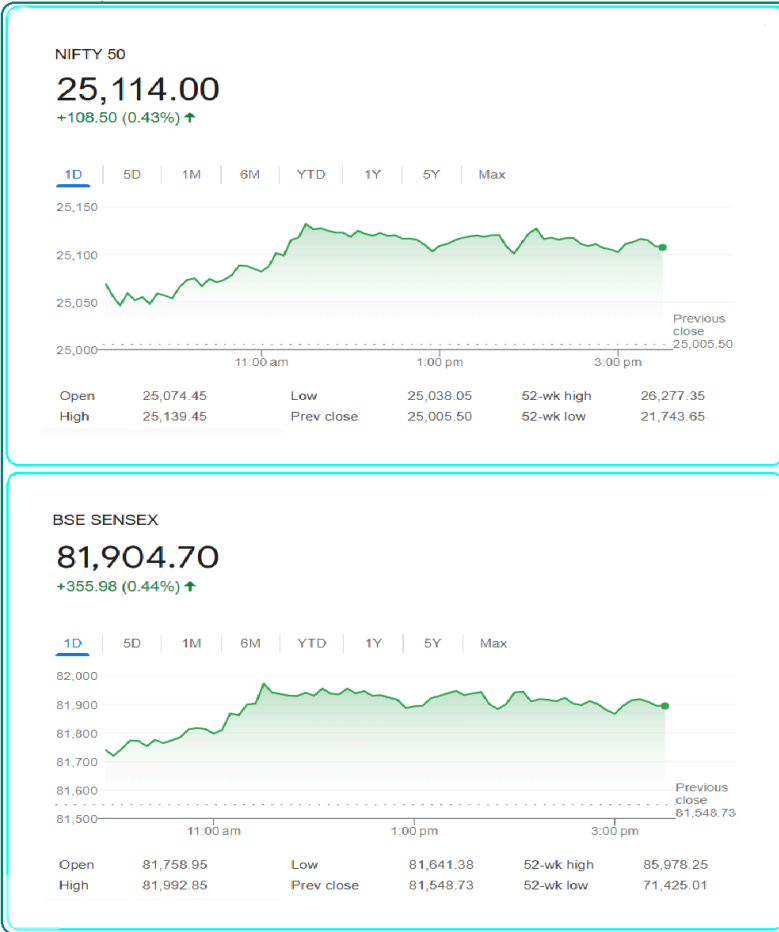 NIFTY 50
25,114.00
+108.50 (0.43%) ↑
1D 5D 1M 6M YTD 1Y 5Y Max
25,150
25,100
25,050
25,000
Previous
close
25,005.50
11:00 am 1:00 pm 3:00 pm
Open 25,074.45 Low 25,038.05 52-wk high 26,277.35
High 25,139.45 Prev close 25,005.50 52-wk low 21,743.65
BSE SENSEX
81,904.70
+355.98 (0.44%) ↑
1D 5D 1M 6M YTD 1Y 5Y Max
82,000
81,900
81,800
81,700
81,600
81,500
Previous
close
81,548.73
11:00 am 1:00 pm 3:00 pm
Open 81,758.95 Low 81,641.38 52-wk high 85,978.25
High 81,992.85 Prev close 81,548.73 52-wk low 71,425.01